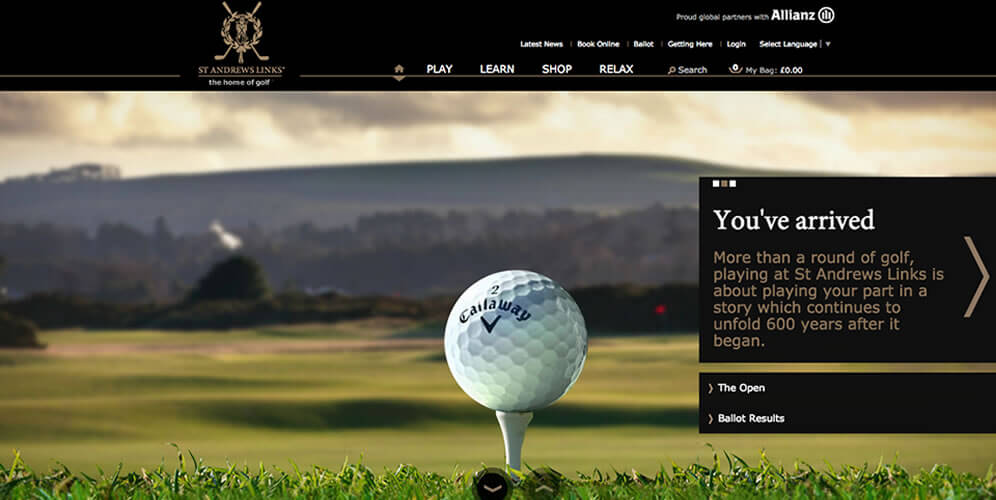 Proud global partners with Allianz
Latest News | Book Online | Ballot | Getting Here | Login Select Language | ▼
ST ANDREWS LINKS®
the home of golf
PLAY LEARN SHOP RELAX Search 0 My Bag: £0.00
You've arrived
More than a round of golf,
playing at St Andrews Links is
about playing your part in a
story which continues to
unfold 600 years after it
began.
2
Callaway
The Open
Ballot Results